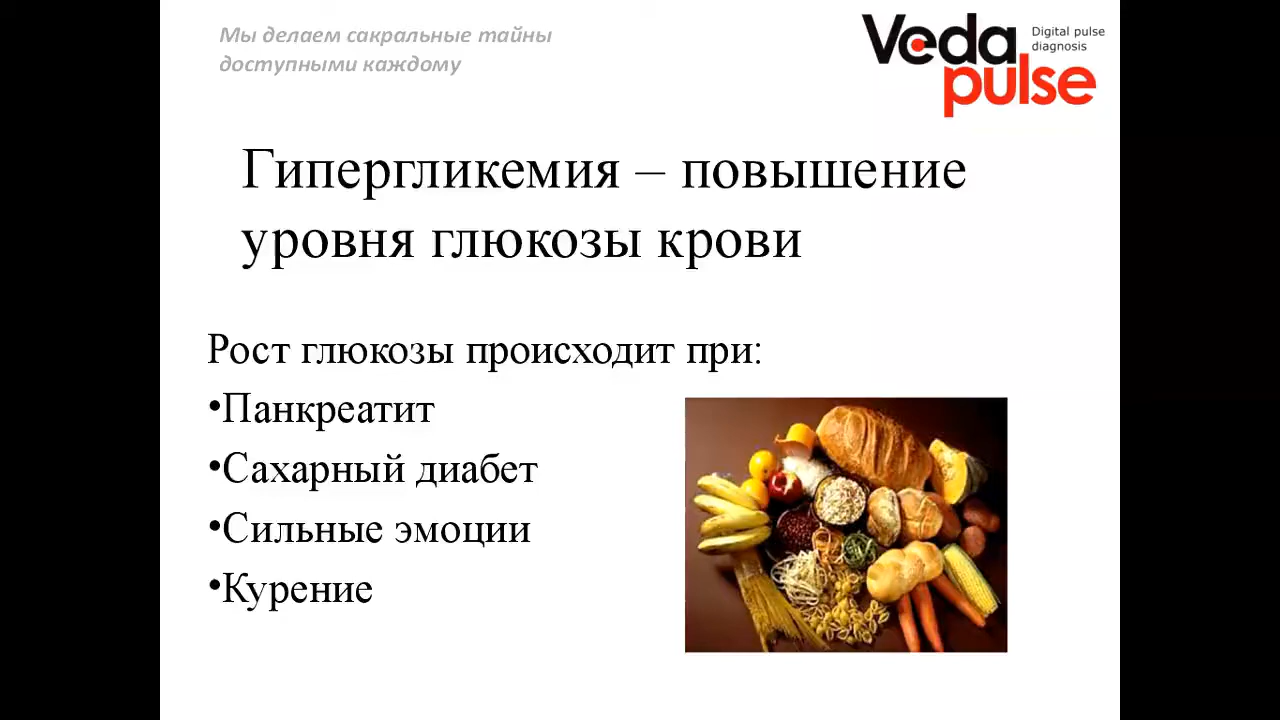 Мы делаем сакральные тайны
доступными каждому
Veda
pulse
Digital pulse
diagnosis
Гипергликемия – повышение
уровня глюкозы крови
Рост глюкозы происходит при:
•Панкреатит
•Сахарный диабет
•Сильные эмоции
•Курение